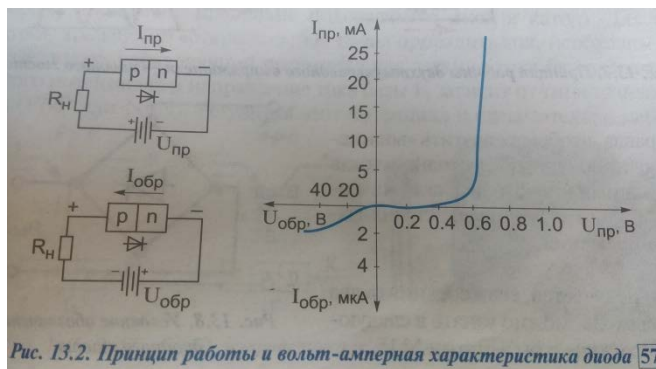 Iпр
+ p n −
Rн
+ −
Uпр
Iобр
+ p n −
Rн
− +
Uобр
Iпр, мА
25
20
15
10
5
40 20
Uобр, В
0.2 0.4 0.6 0.8 1.0
Uпр, В
2
4
Iобр, мкА
Рис. 13.2. Принцип работы и вольт-амперная характеристика диода 57